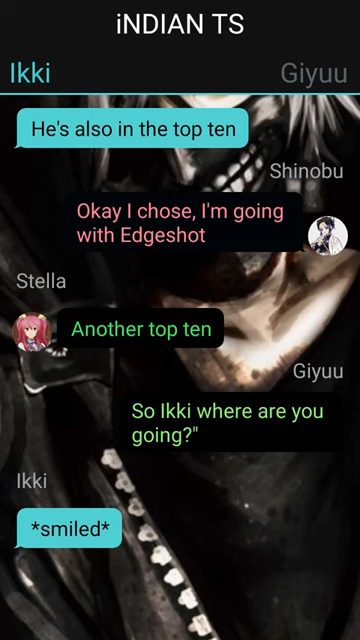 iNDIAN TS
Ikki
Giyuu
He's also in the top ten
Shinobu
Okay I chose, I'm going
with Edgeshot
Stella
Another top ten
Giyuu
So Ikki where are you
going?"
Ikki
*smiled*